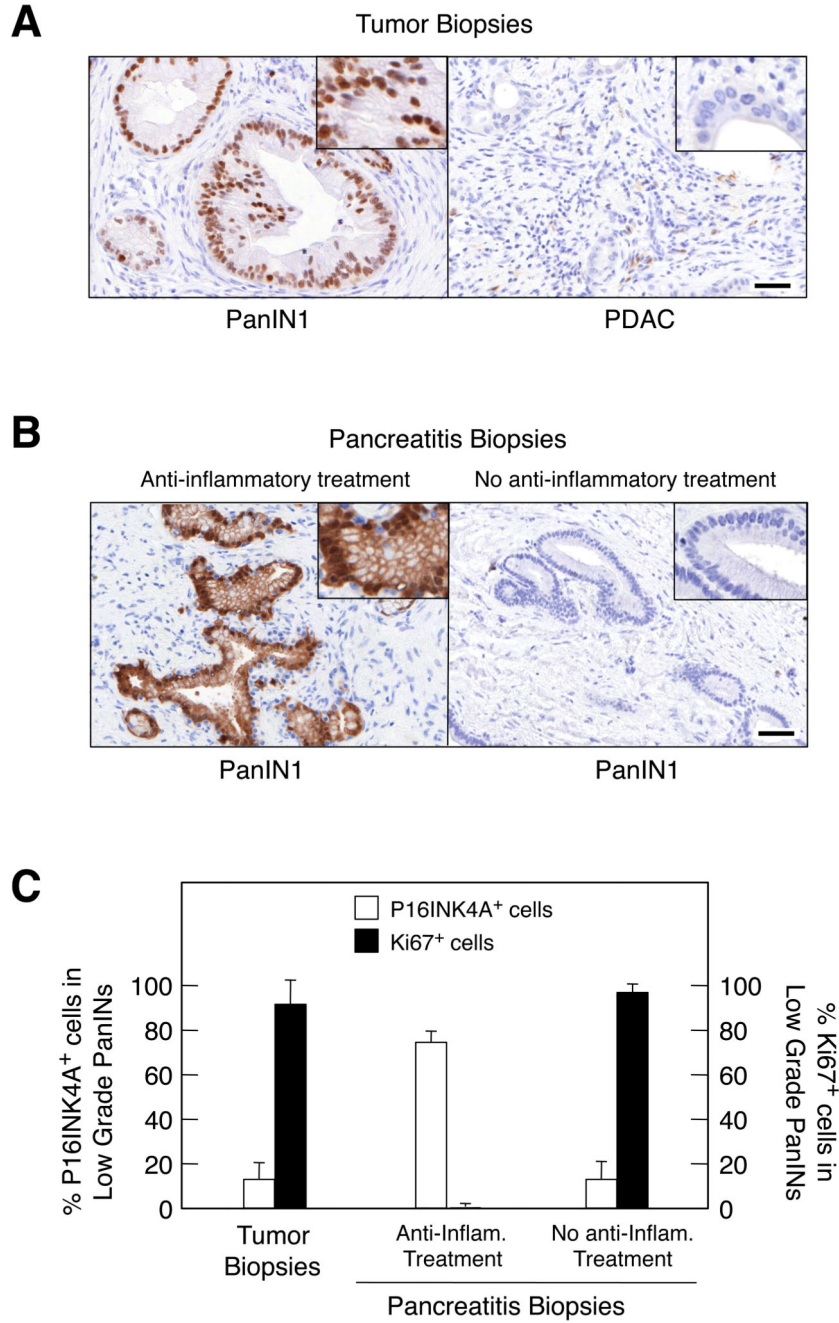 A
Tumor Biopsies
PanIN1
PDAC
B
Pancreatitis Biopsies
Anti-inflammatory treatment
No anti-inflammatory treatment
PanIN1
PanIN1
C
P16INK4A+ cells
Ki67+ cells
% P16INK4A+ cells in
Low Grade PanINs
100
80
60
40
20
0
100
80
60
40
20
0
% Ki67+ cells in
Low Grade PanINs
Tumor
Biopsies
Anti-Inflam.
Treatment
No anti-Inflam.
Treatment
Pancreatitis Biopsies